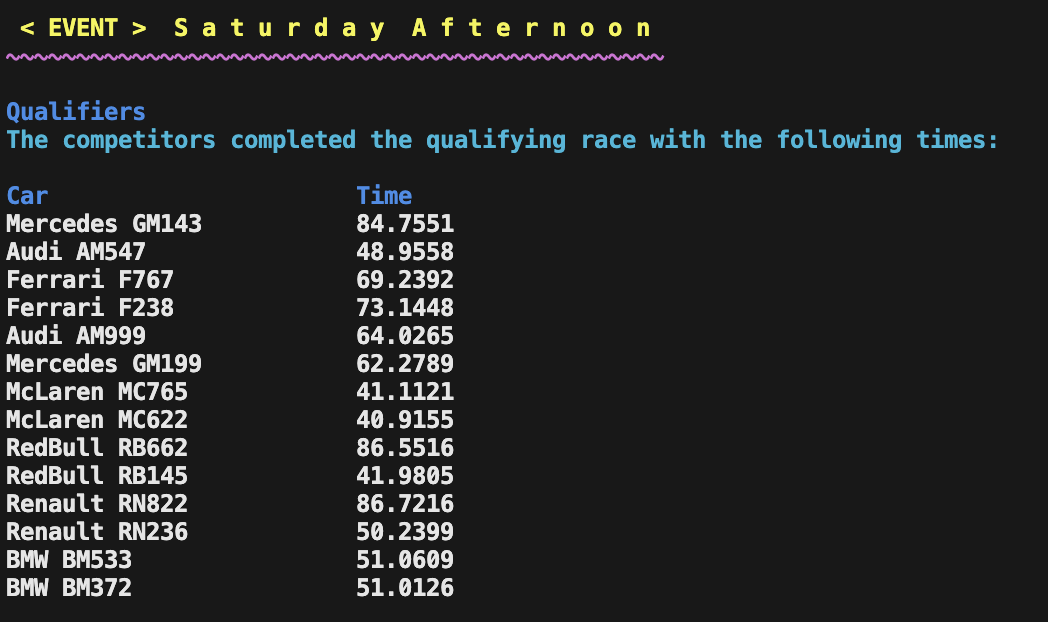 < EVENT > S a t u r d a y  A f t e r n o o n
Qualifiers
The competitors completed the qualifying race with the following times:
Car Time
Mercedes GM143 84.7551
Audi AM547 48.9558
Ferrari F767 69.2392
Ferrari F238 73.1448
Audi AM999 64.0265
Mercedes GM199 62.2789
McLaren MC765 41.1121
McLaren MC622 40.9155
RedBull RB662 86.5516
RedBull RB145 41.9805
Renault RN822 86.7216
Renault RN236 50.2399
BMW BM533 51.0609
BMW BM372 51.0126